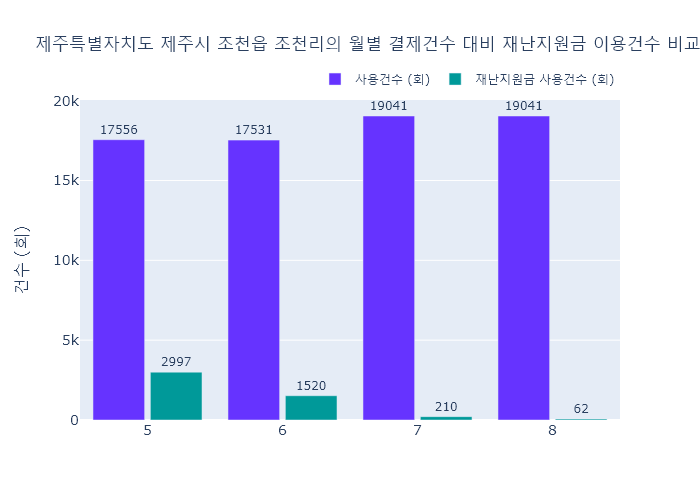 제주특별자치도 제주시 조천읍 조천리의 월별 결제건수 대비 재난지원금 이용건수 비교
사용건수 (회)
재난지원금 사용건수 (회)
20k
15k
10k
5k
0
건수 (회)
17556
2997
17531
1520
19041
210
19041
62
5
6
7
8